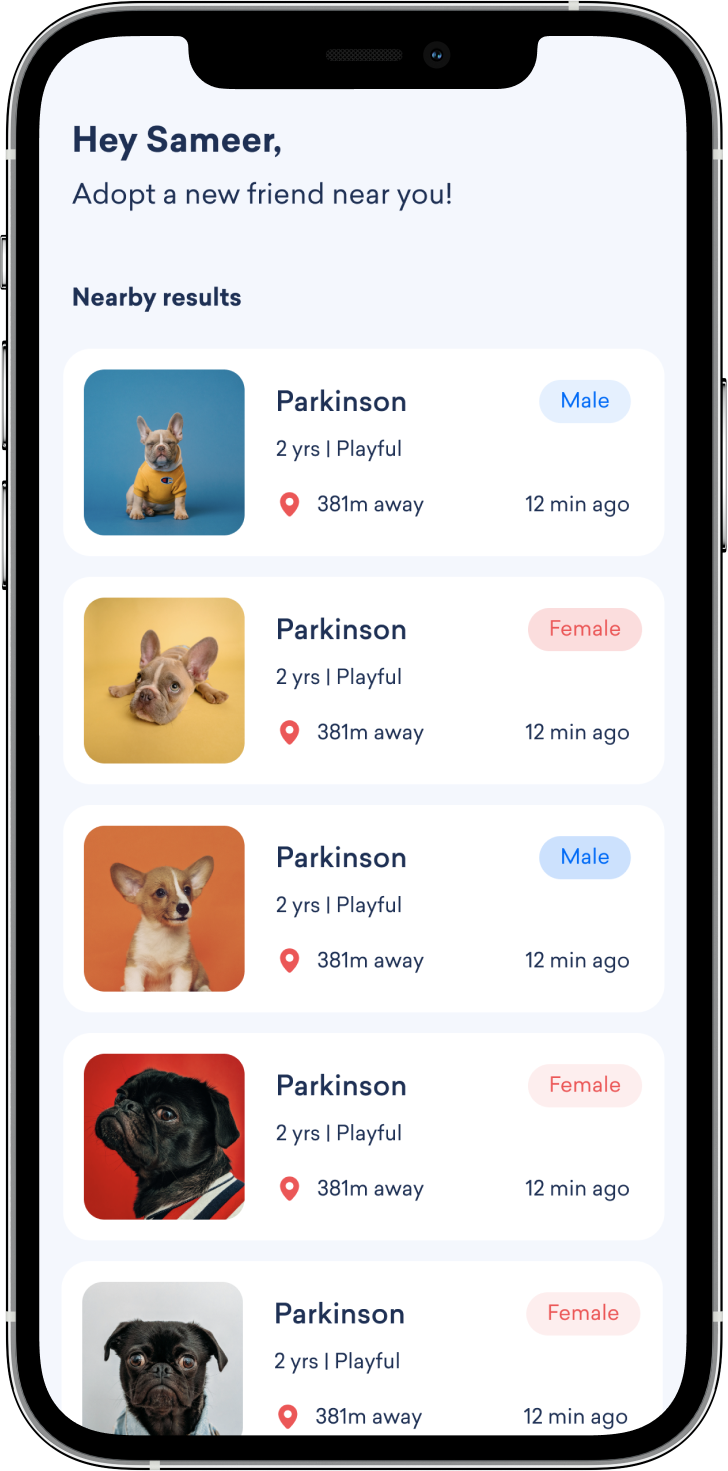 Hey Sameer,
Adopt a new friend near you!
Nearby results
Parkinson
Male
2 yrs | Playful
381m away
12 min ago
Parkinson
Female
2 yrs | Playful
381m away
12 min ago
Parkinson
Male
2 yrs | Playful
381m away
12 min ago
Parkinson
Female
2 yrs | Playful
381m away
12 min ago
Parkinson
Female
2 yrs | Playful
381m away
12 min ago